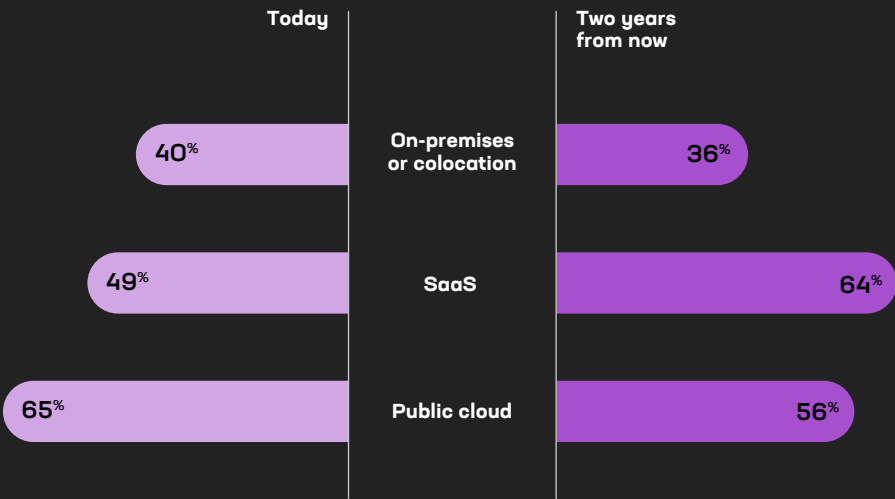 Today
Two years
from now
40%
On-premises
or colocation
36%
49%
SaaS
64%
65%
Public cloud
56%